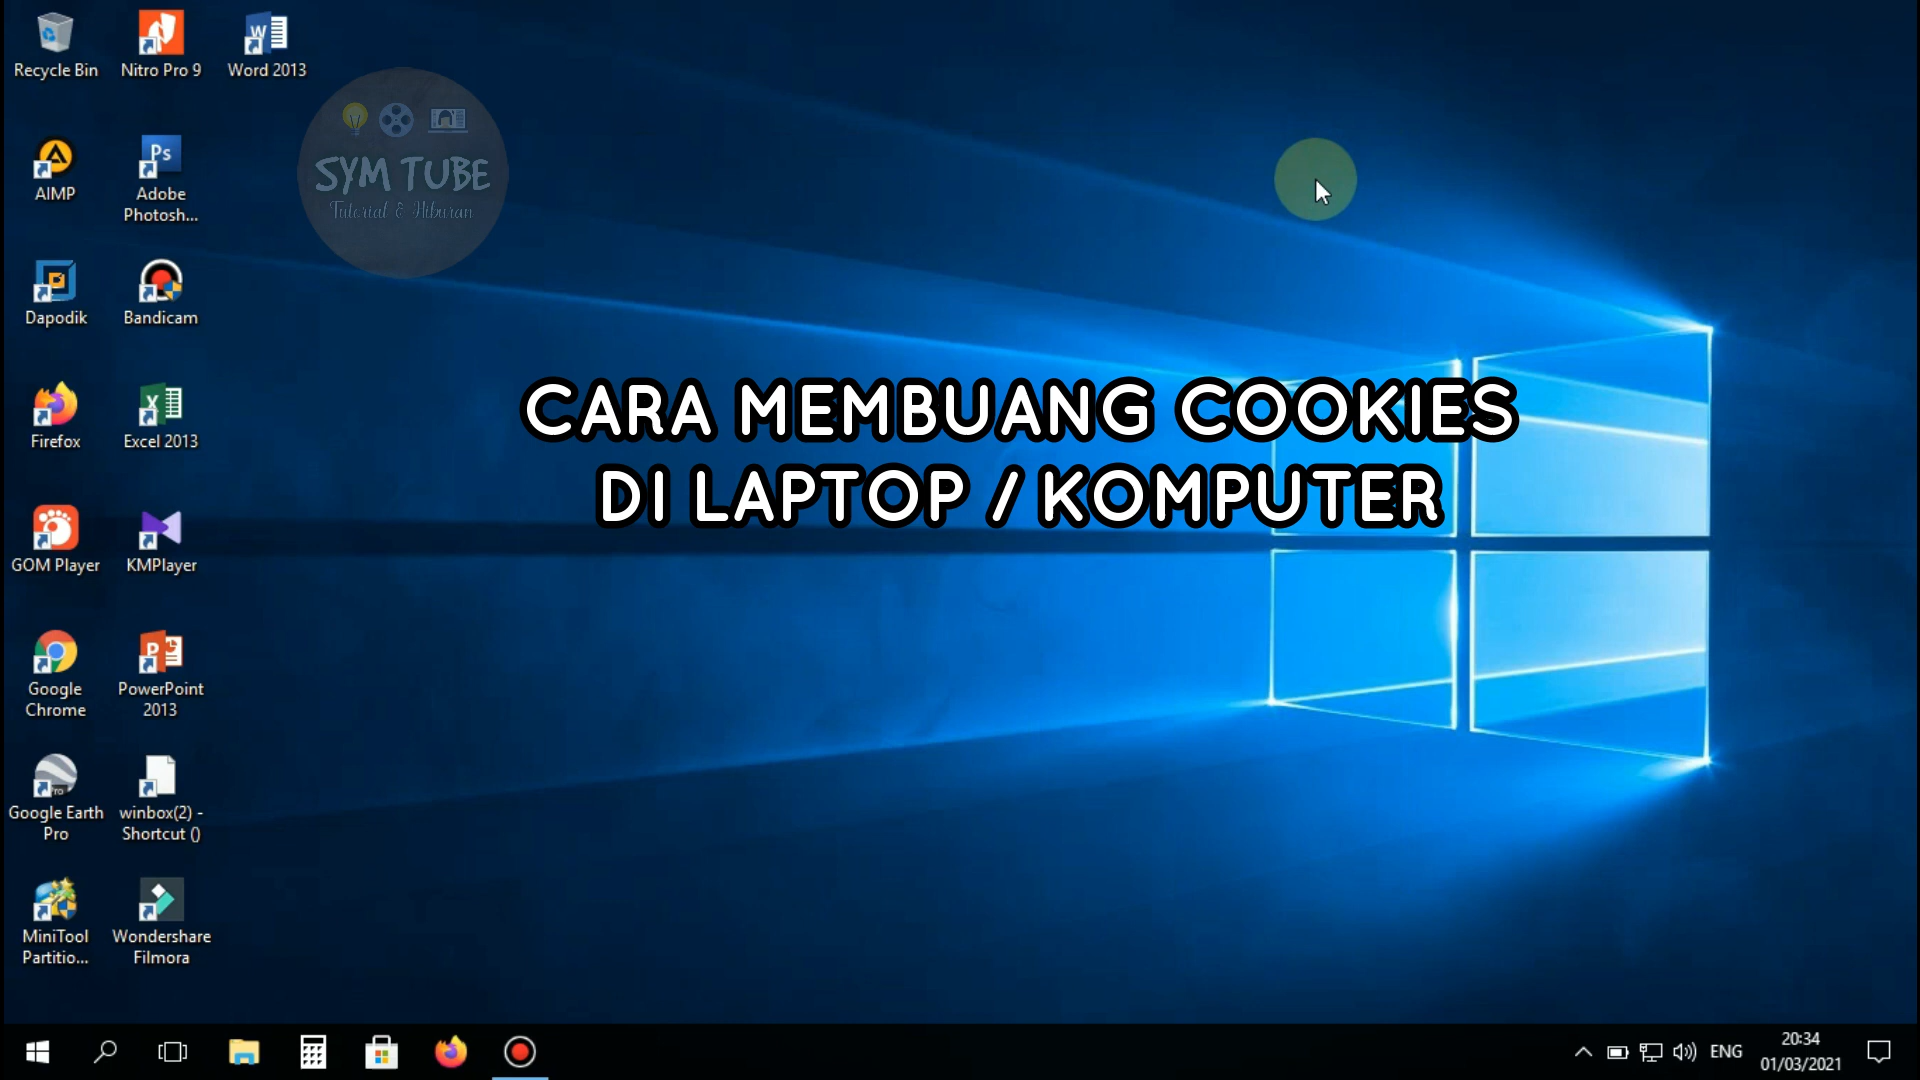 Recycle Bin
Nitro Pro 9
Word 2013
SYM TUBE
Tutorial & Hiburan
AIMP
Ps
Adobe
Photosh...
Dapodik
Bandicam
CARA MEMBUANG COOKIES
DI LAPTOP / KOMPUTER
Firefox
Excel 2013
GOM Player
KMPlayer
Google
Chrome
PowerPoint
2013
Google Earth
Pro
winbox(2) -
Shortcut ()
MiniTool
Partitio...
Wondershare
Filmora
ENG
20:34
01/03/2021